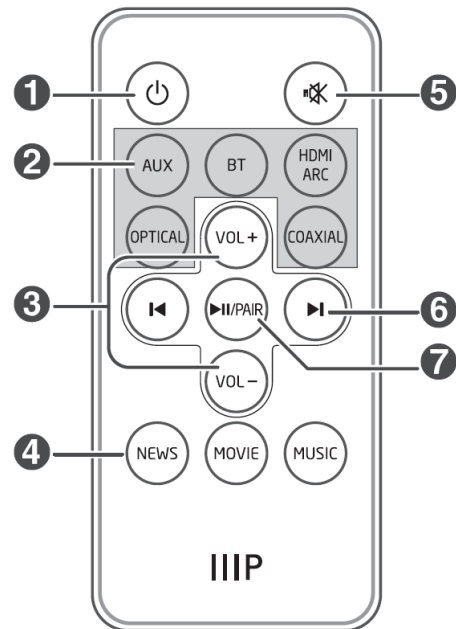 1
5
2
AUX
BT
HDMI
ARC
OPTICAL
VOL+
COAXIAL
3
/PAIR
6
7
VOL-
4
NEWS
MOVIE
MUSIC
IIIP